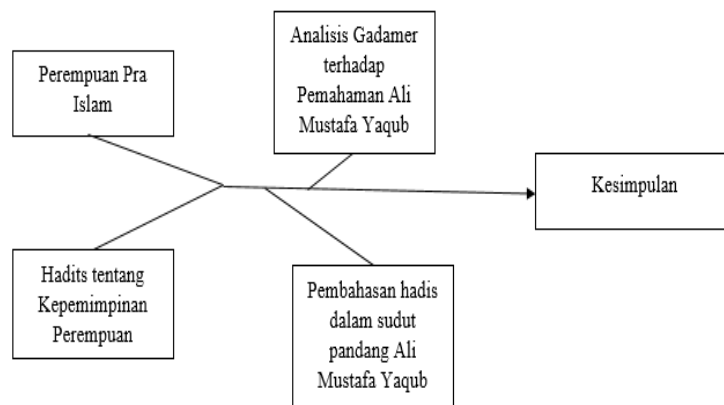 Perempuan Pra
Islam
Analisis Gadamer
terhadap
Pemahaman Ali
Mustafa Yaqub
Kesimpulan
Hadits tentang
Kepemimpinan
Perempuan
Pembahasan hadis
dalam sudut
pandang Ali
Mustafa Yaqub